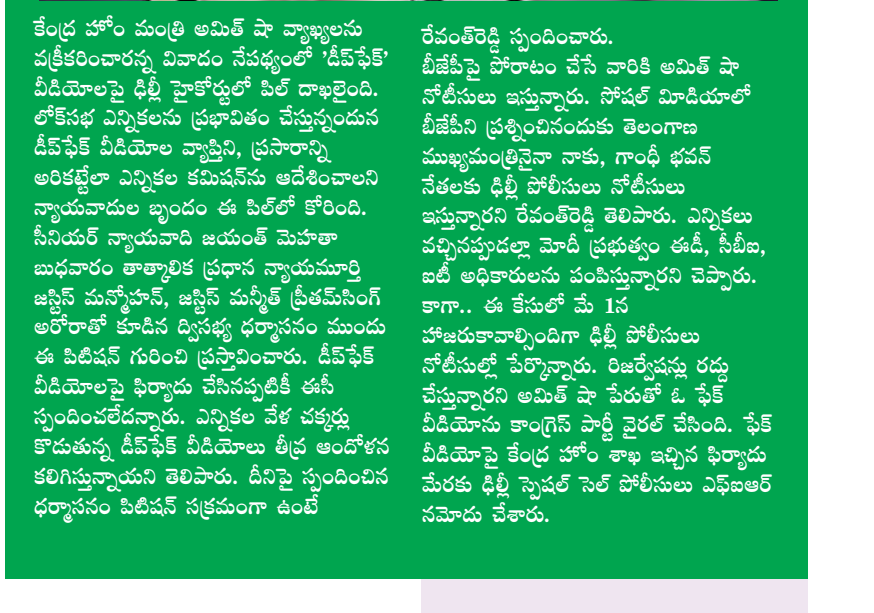 కేంద్ర హోం మంత్రి అమిత్ షా వ్యాఖ్యలను
వక్రీకరించారన్న వివాదం నేపథ్యంలో ’డీప్‌ఫేక్‌’
వీడియోలపై ఢిల్లీ హైకోర్టులో పిల్ దాఖలైంది.
లోక్‌సభ ఎన్నికలను ప్రభావితం చేస్తున్నందున
డీప్‌ఫేక్ వీడియోల వ్యాప్తిని, ప్రసారాన్ని
అరికట్టేలా ఎన్నికల కమిషన్‌ను ఆదేశించాలని
న్యాయవాదుల బృందం ఈ పిల్‌లో కోరింది.
సీనియర్ న్యాయవాది జయంత్ మెహతా
బుధవారం తాత్కాలిక ప్రధాన న్యాయమూర్తి
జస్టిస్ మన్మోహన్, జస్టిస్ మన్మీత్ ప్రీతమ్‌సింగ్
అరోరాతో కూడిన ద్విసభ్య ధర్మాసనం ముందు
ఈ పిటిషన్ గురించి ప్రస్తావించారు. డీప్‌ఫేక్
వీడియోలపై ఫిర్యాదు చేసినప్పటికీ ఈసీ
స్పందించలేదన్నారు. ఎన్నికల వేళ చక్కర్లు
కొడుతున్న డీప్‌ఫేక్ వీడియోలు తీవ్ర ఆందోళన
కలిగిస్తున్నాయని తెలిపారు. దీనిపై స్పందించిన
ధర్మాసనం పిటిషన్ సక్రమంగా ఉంటే
రేవంత్‌రెడ్డి స్పందించారు.
బీజేపీపై పోరాటం చేసే వారికి అమిత్ షా
నోటీసులు ఇస్తున్నారు. సోషల్ మీడియాలో
బీజేపీని ప్రశ్నించినందుకు తెలంగాణ
ముఖ్యమంత్రినైనా నాకు, గాంధీ భవన్
నేతలకు ఢిల్లీ పోలీసులు నోటీసులు
ఇస్తున్నారని రేవంత్‌రెడ్డి తెలిపారు. ఎన్నికలు
వచ్చినప్పుడల్లా మోదీ ప్రభుత్వం ఈడీ, సీబీఐ,
ఐటీ అధికారులను పంపిస్తున్నారని చెప్పారు.
కాగా.. ఈ కేసులో మే 1న
హాజరుకావాల్సిందిగా ఢిల్లీ పోలీసులు
నోటీసుల్లో పేర్కొన్నారు. రిజర్వేషన్లు రద్దు
చేస్తున్నారని అమిత్ షా పేరుతో ఓ ఫేక్
వీడియోను కాంగ్రెస్ పార్టీ వైరల్ చేసింది. ఫేక్
వీడియోపై కేంద్ర హోం శాఖ ఇచ్చిన ఫిర్యాదు
మేరకు ఢిల్లీ స్పెషల్ సెల్ పోలీసులు ఎఫ్ఐఆర్
నమోదు చేశారు.